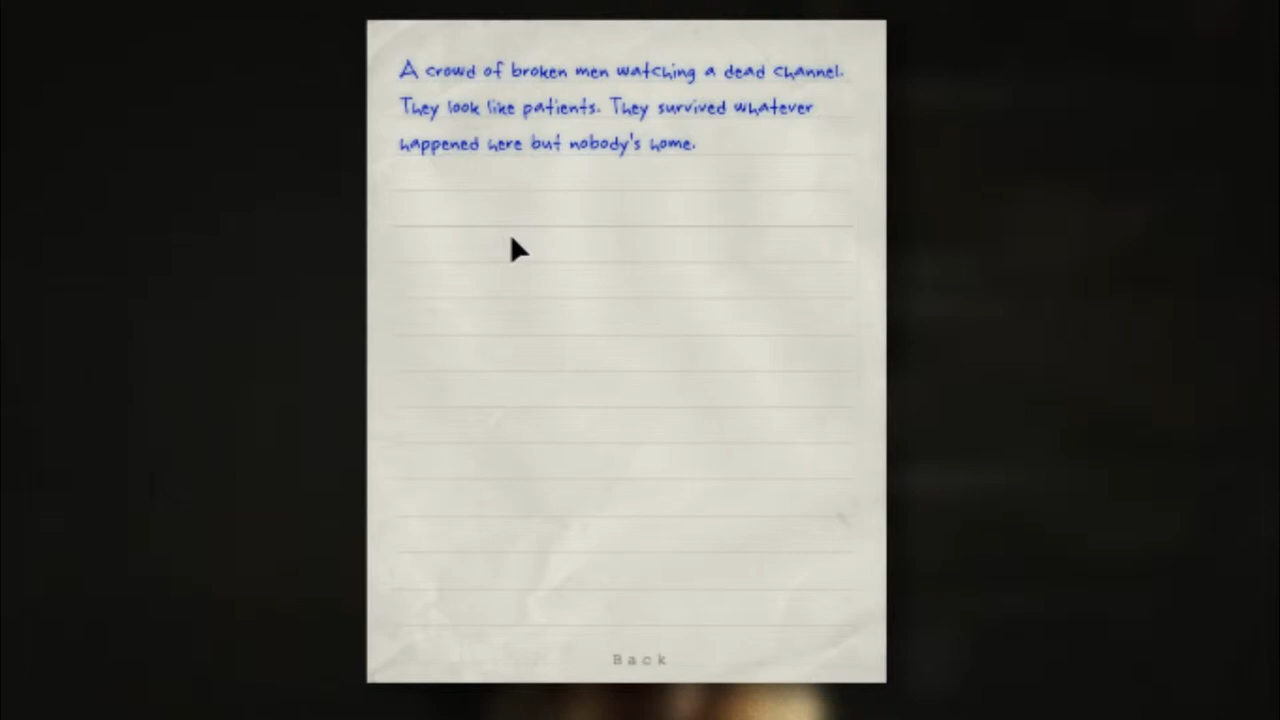 A crowd of broken men watching a dead channel.
They look like patients. They survived whatever
happened here but nobody's home.
Back